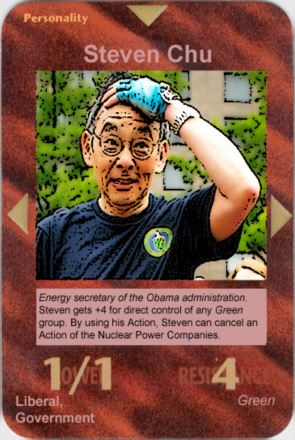 Personality
Steven Chu
Energy secretary of the Obama administration.
Steven gets +4 for direct control of any Green
group. By using his Action, Steven can cancel an
Action of the Nuclear Power Companies.
POWER 1/1
RESISTANCE 4
Liberal,
Government
Green